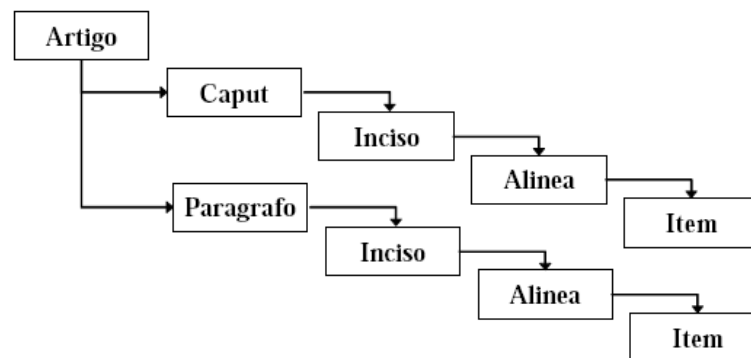 Artigo
Caput
Inciso
Alinea
Item
Paragrafo
Inciso
Alinea
Item